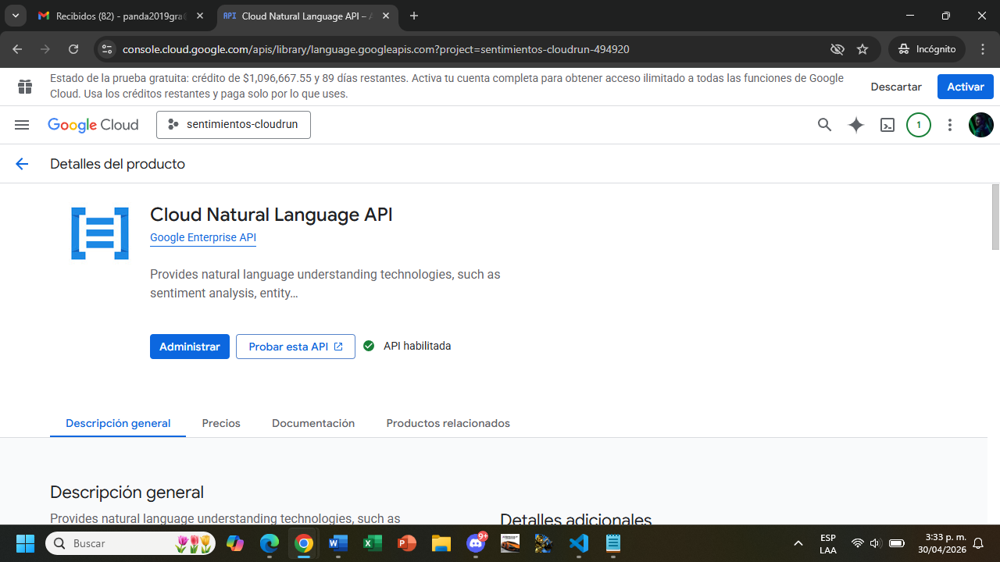 Recibidos (82) - panda2019gra
API Cloud Natural Language API –
console.cloud.google.com/apis/library/language.googleapis.com?project=sentimientos-cloudrun-494920
Incógnito
Estado de la prueba gratuita: crédito de $1,096,667.55 y 89 días restantes. Activa tu cuenta completa para obtener acceso ilimitado a todas las funciones de Google
Cloud. Usa los créditos restantes y paga solo por lo que uses.
Descartar
Activar
Google Cloud
sentimientos-cloudrun
1
Detalles del producto
Cloud Natural Language API
Google Enterprise API
Provides natural language understanding technologies, such as
sentiment analysis, entity…
Administrar
Probar esta API
API habilitada
Descripción general
Precios
Documentación
Productos relacionados
Descripción general
Provides natural language understanding technologies, such as
Detalles adicionales
Buscar
9+
ESP
LAA
3:33 p. m.
30/04/2026